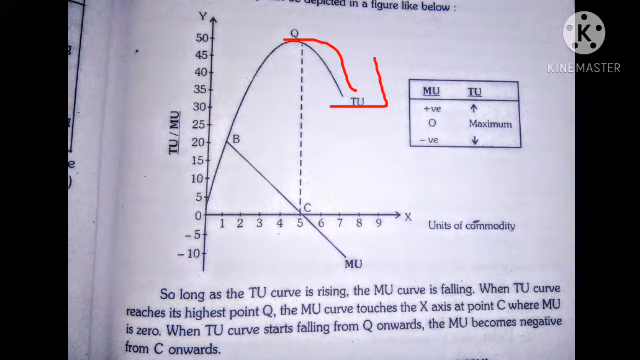 be depicted in a figure like below :
KINEMASTER
Y
50
45
40
35
30
25
20
15
10
5
0
−5
−10
TU / MU
Q
TU
B
C
MU
1 2 3 4 5 6 7 8 9
X
Units of commodity
MU TU
+ve ↑
O Maximum
−ve ↓
So long as the TU curve is rising, the MU curve is falling. When TU curve
reaches its highest point Q, the MU curve touches the X axis at point C where MU
is zero. When TU curve starts falling from Q onwards, the MU becomes negative
from C onwards.